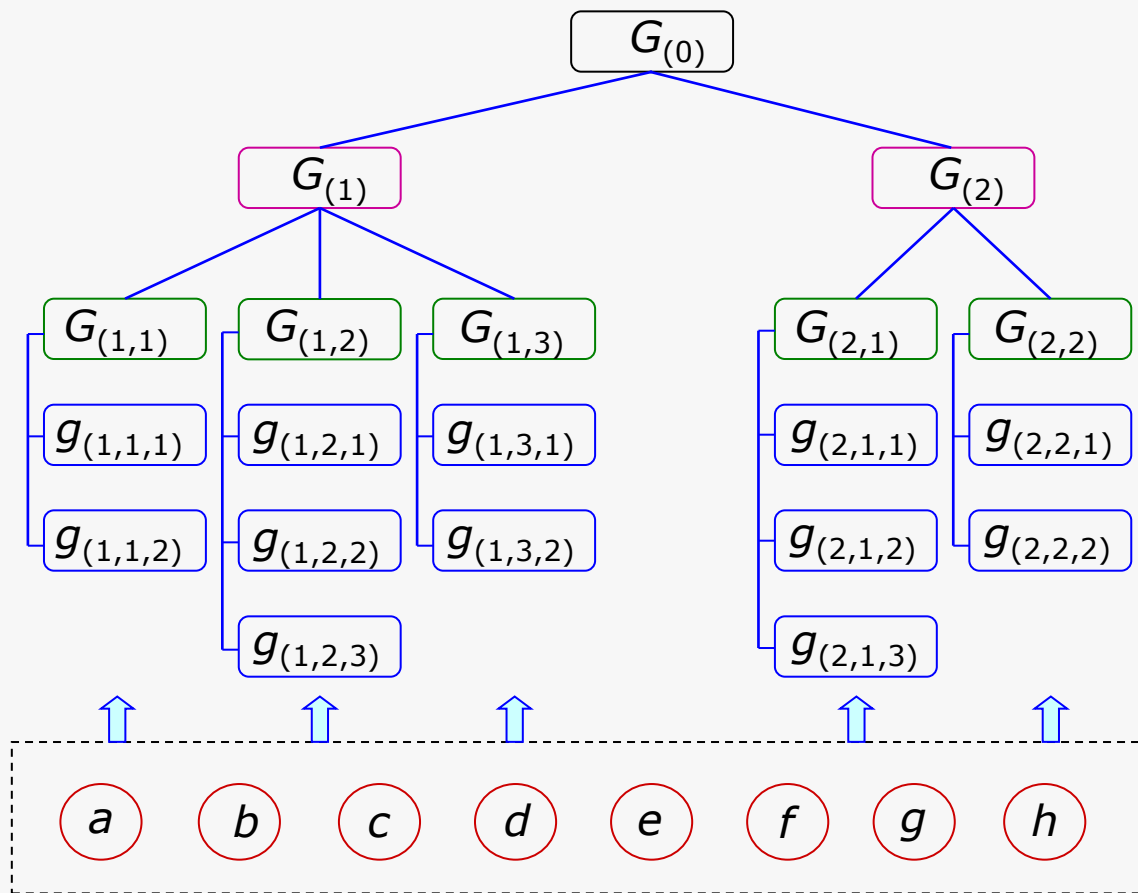 G(0)
G(1) G(2)
G(1,1) G(1,2) G(1,3) G(2,1) G(2,2)
g(1,1,1) g(1,2,1) g(1,3,1) g(2,1,1) g(2,2,1)
g(1,1,2) g(1,2,2) g(1,3,2) g(2,1,2) g(2,2,2)
g(1,2,3) g(2,1,3)
a b c d e f g h